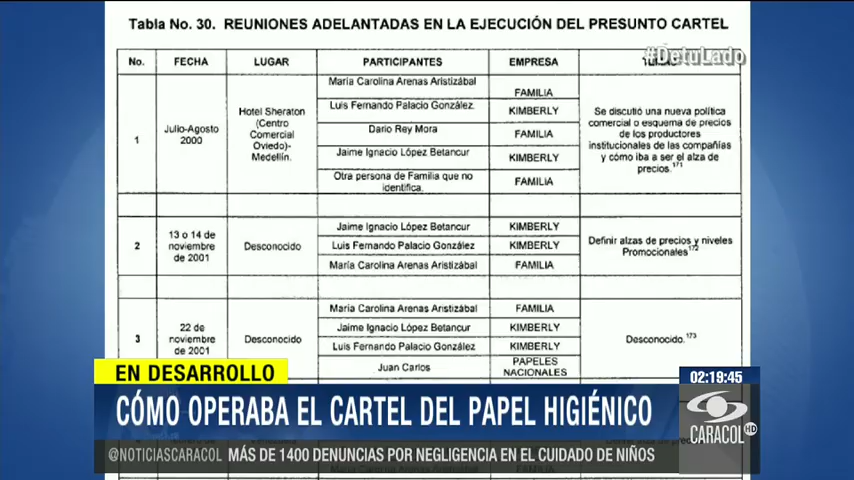 Tabla No. 30. REUNIONES ADELANTADAS EN LA EJECUCIÓN DEL PRESUNTO CARTEL
#DetuLado
No. FECHA LUGAR PARTICIPANTES EMPRESA
1
Julio-Agosto
2000
Hotel Sheraton
(Centro
Comercial
Oviedo)-
Medellín.
María Carolina Arenas Aristizábal FAMILIA
Luis Fernando Palacio González. KIMBERLY
Dario Rey Mora FAMILIA
Jaime Ignacio López Betancur KIMBERLY
Otra persona de Familia que no
identifica. FAMILIA
Se discutió una nueva política
comercial o esquema de precios
de los productores
institucionales de las compañías
y cómo iba a ser el alza de
precios.171
2
13 o 14 de
noviembre
de 2001
Desconocido
Jaime Ignacio López Betancur KIMBERLY
Luis Fernando Palacio González KIMBERLY
María Carolina Arenas Aristizábal FAMILIA
Definir alzas de precios y niveles
Promocionales172
3
22 de
noviembre
de 2001
Desconocido
María Carolina Arenas Aristizábal FAMILIA
Jaime Ignacio López Betancur KIMBERLY
Luis Fernando Palacio González KIMBERLY
Juan Carlos PAPELES
NACIONALES
Desconocido.173
EN DESARROLLO
02:19:45
CÓMO OPERABA EL CARTEL DEL PAPEL HIGIÉNICO
CARACOL HD
@NOTICIASCARACOL MÁS DE 1400 DENUNCIAS POR NEGLIGENCIA EN EL CUIDADO DE NIÑOS